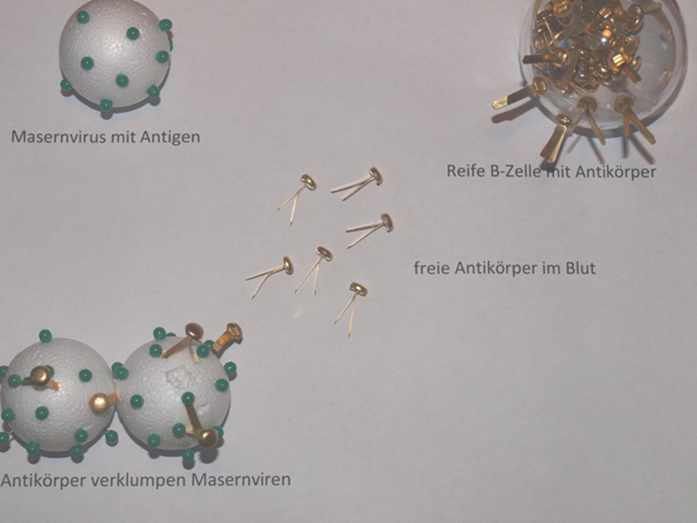 Masernvirus mit Antigen
Reife B-Zelle mit Antikörper
freie Antikörper im Blut
Antikörper verklumpen Masernviren